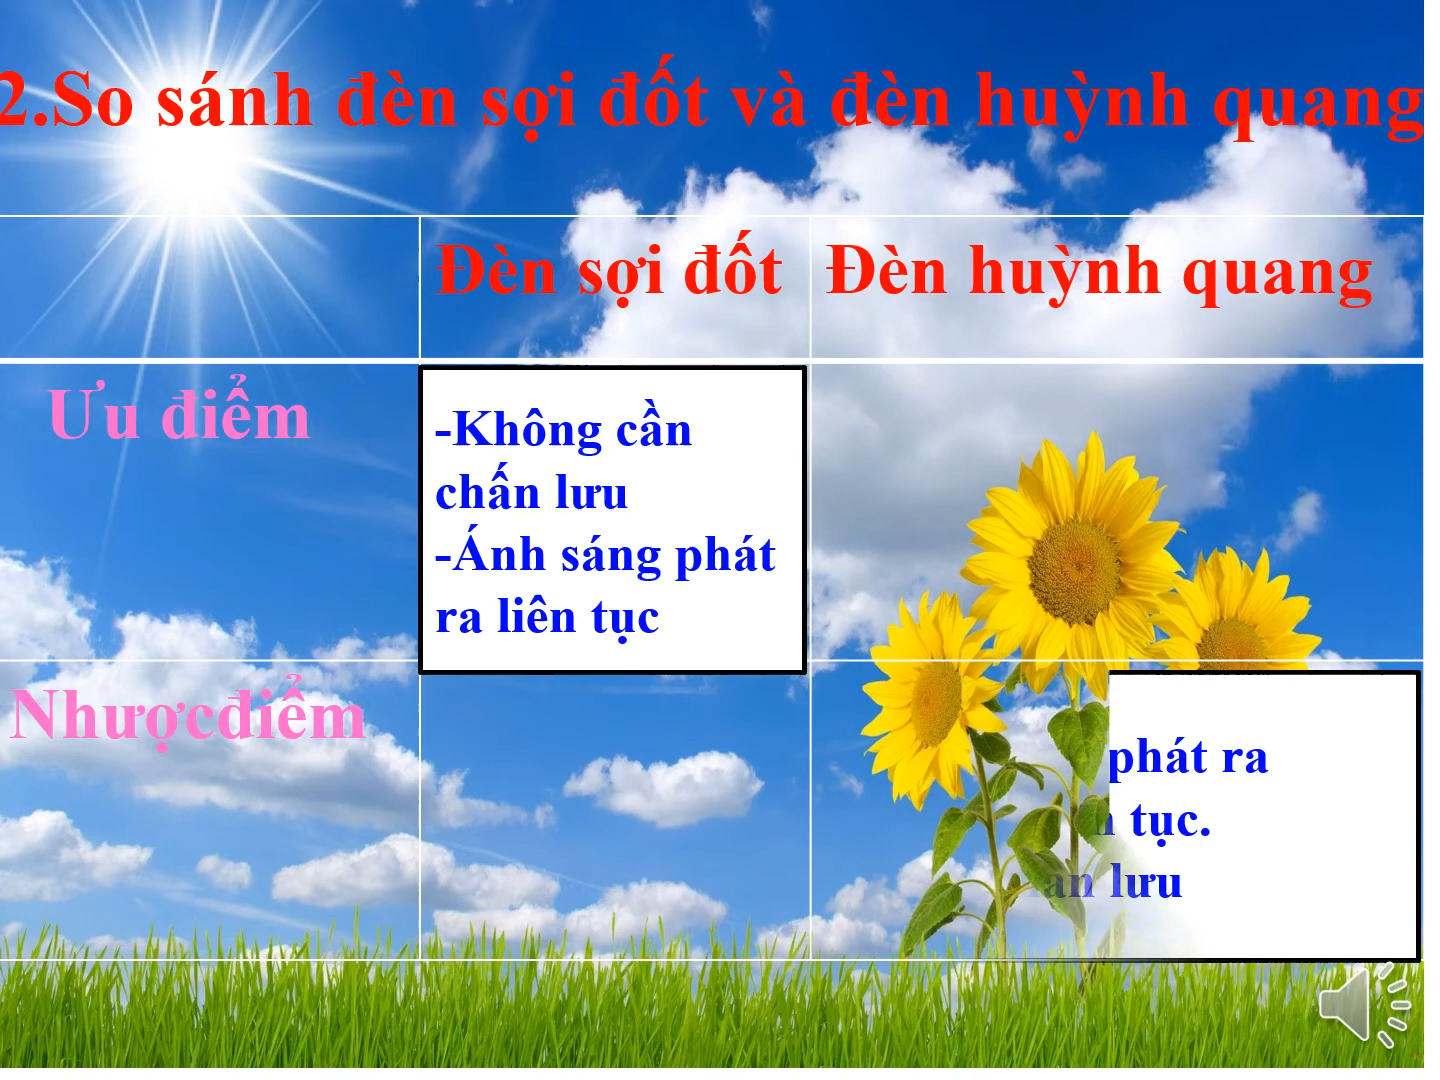 2.So sánh đèn sợi đốt và đèn huỳnh quang
Đèn sợi đốt
Đèn huỳnh quang
Ưu điểm
-Không cần
chấn lưu
-Ánh sáng phát
ra liên tục
Nhượcđiểm
phát ra
tục.
lưu